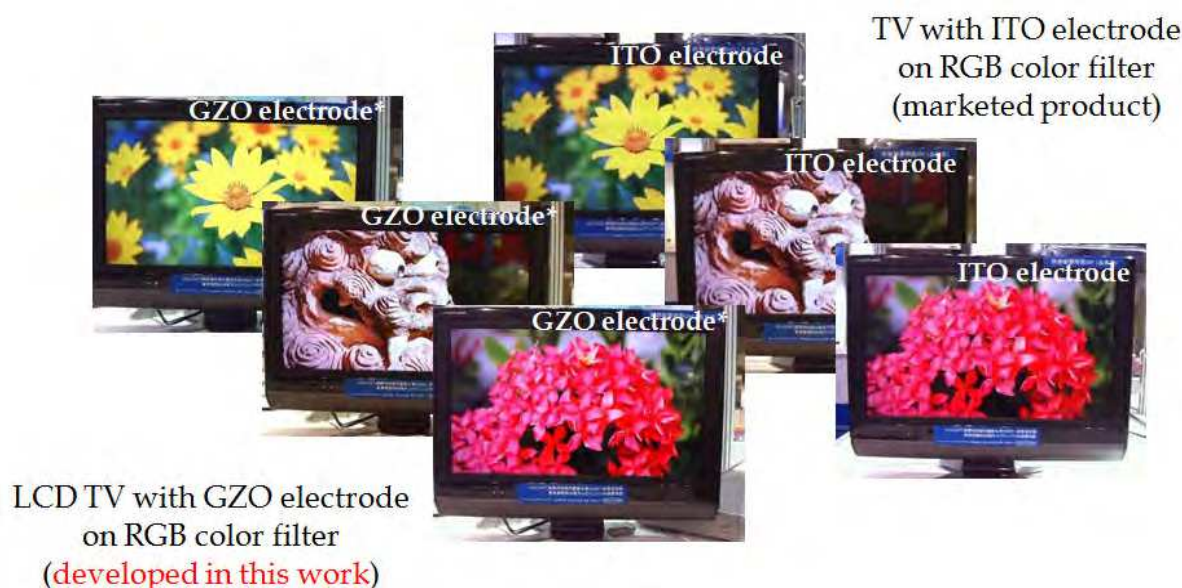 TV with ITO electrode
on RGB color filter
(marketed product)
ITO electrode
GZO electrode*
ITO electrode
GZO electrode*
ITO electrode
GZO electrode*
LCD TV with GZO electrode
on RGB color filter
(developed in this work)